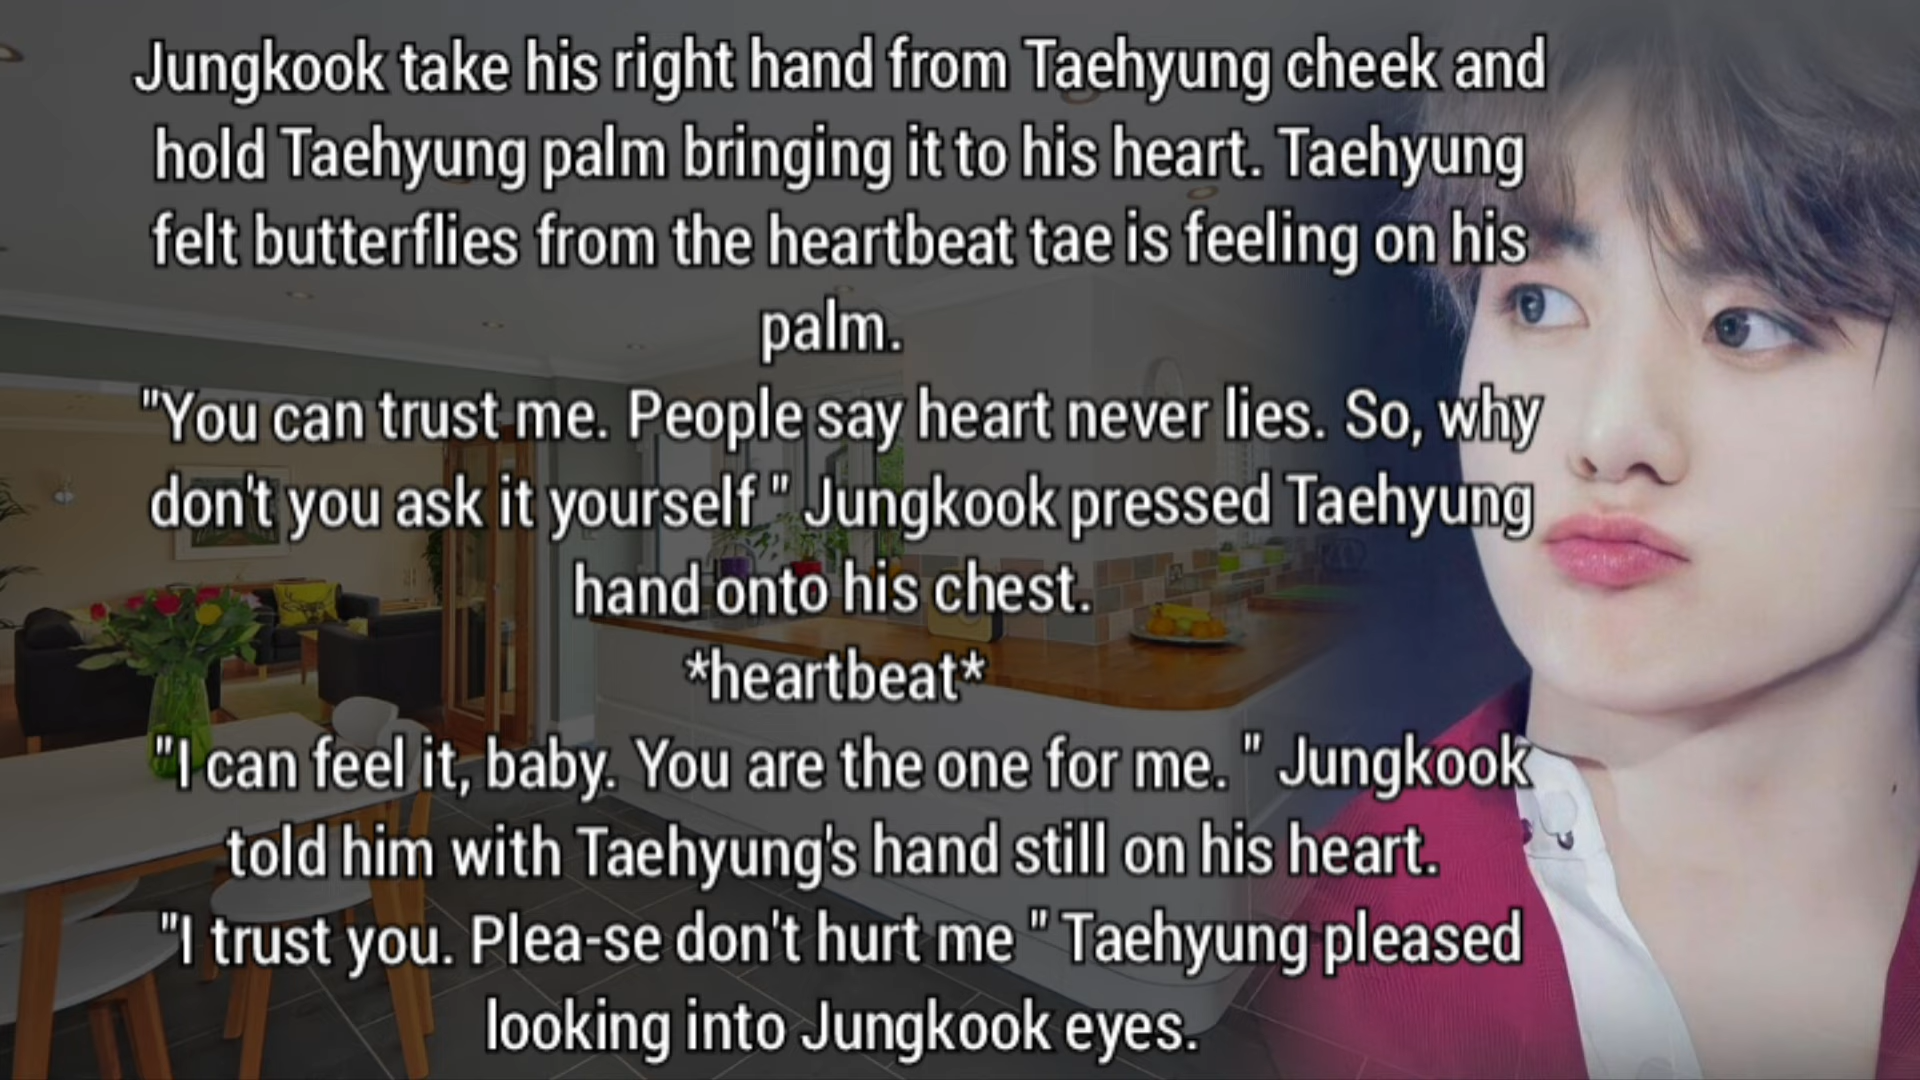 Jungkook take his right hand from Taehyung cheek and
hold Taehyung palm bringing it to his heart. Taehyung
felt butterflies from the heartbeat tae is feeling on his
palm.
"You can trust me. People say heart never lies. So, why
don't you ask it yourself " Jungkook pressed Taehyung
hand onto his chest.
*heartbeat*
"I can feel it, baby. You are the one for me. " Jungkook
told him with Taehyung's hand still on his heart.
"I trust you. Plea-se don't hurt me " Taehyung pleased
looking into Jungkook eyes.